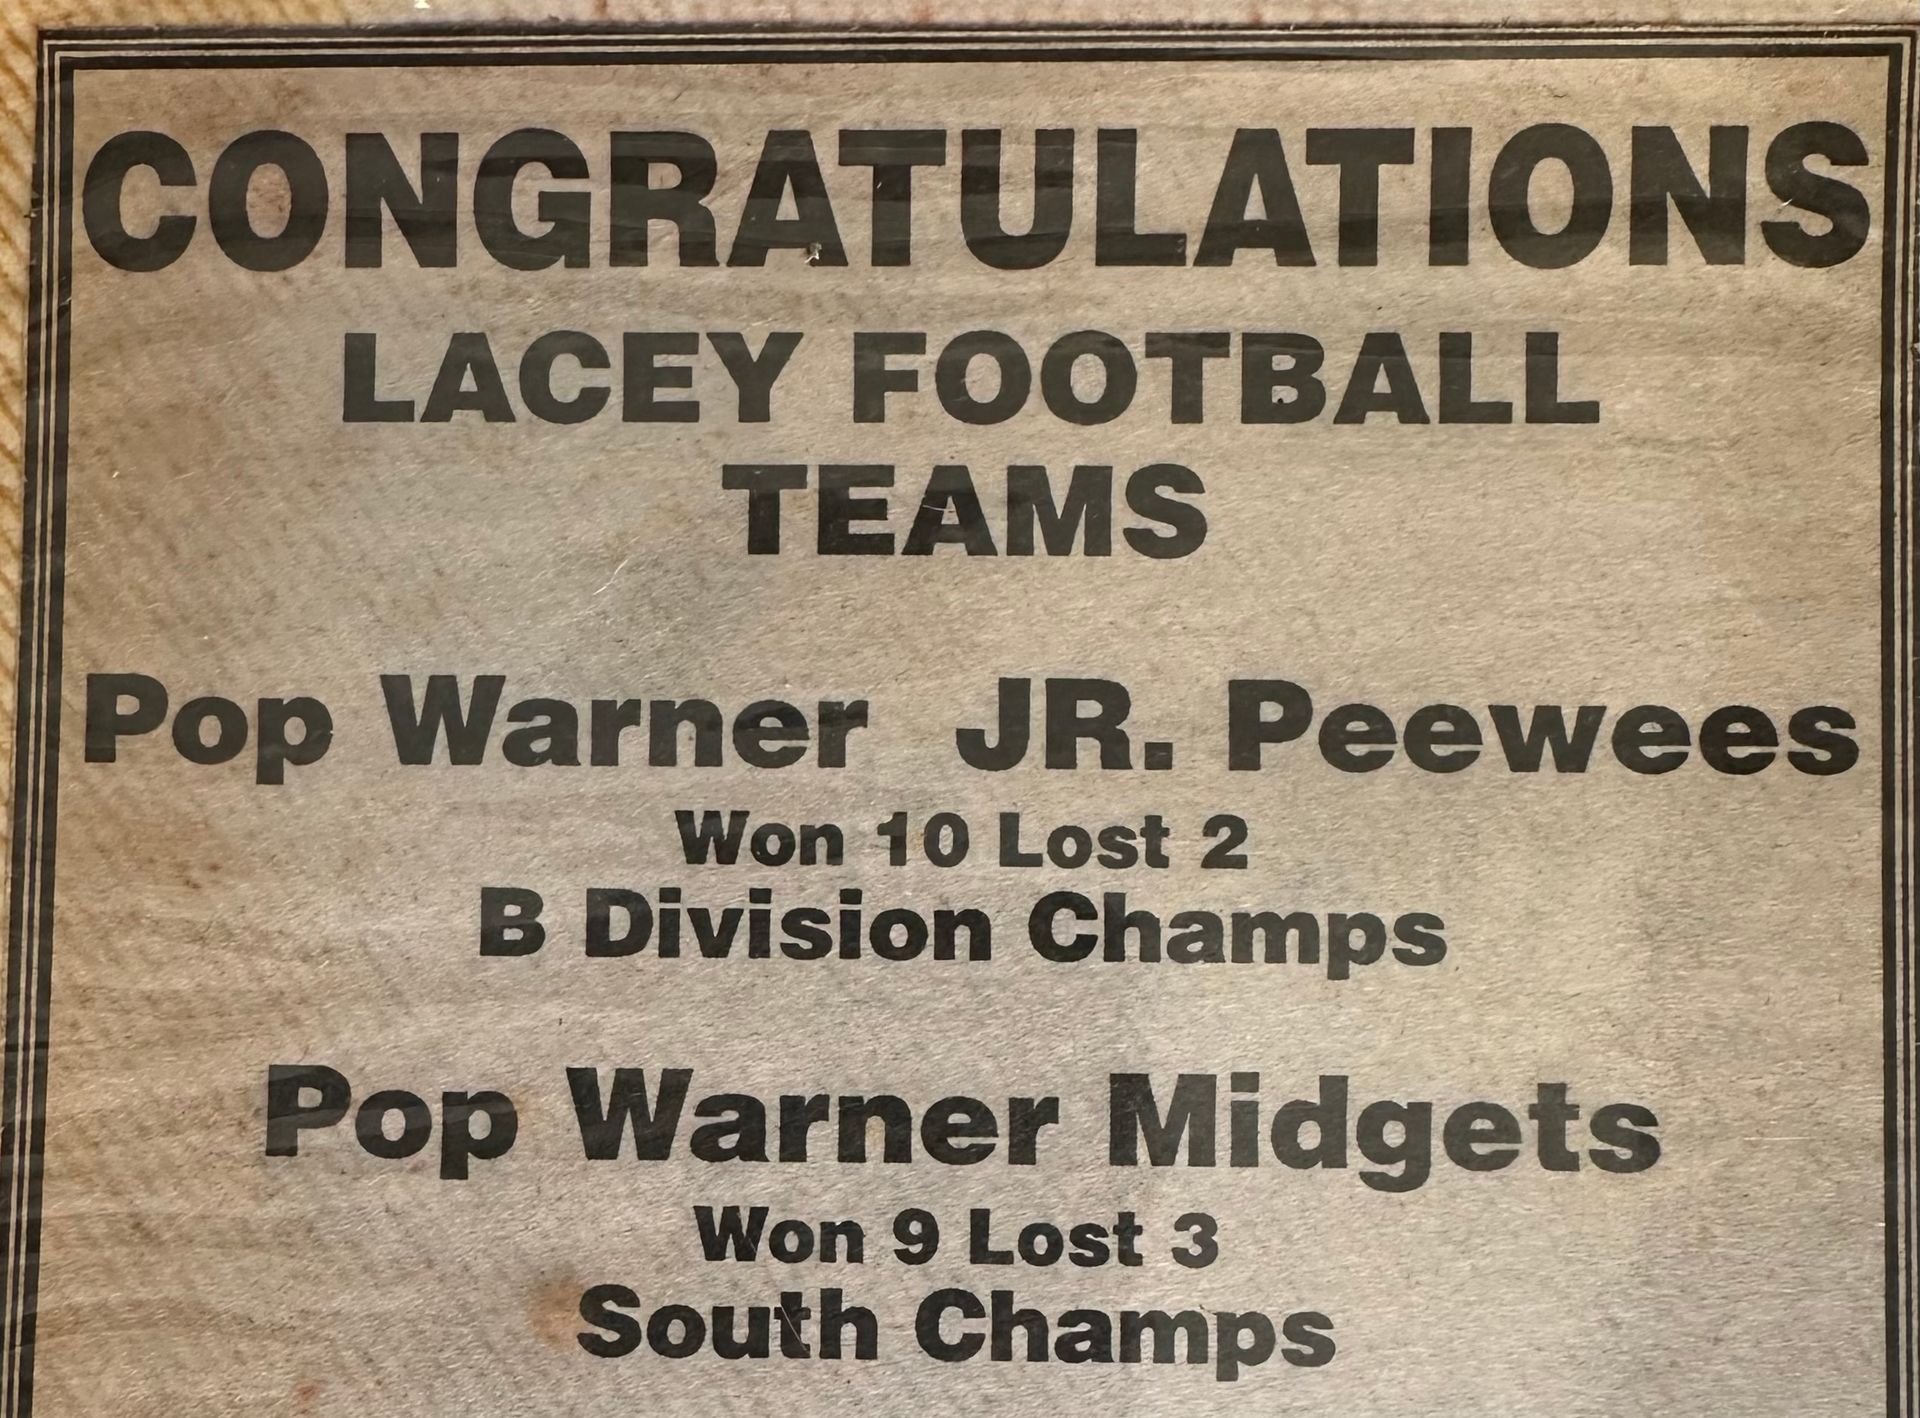 CONGRATULATIONS
LACEY FOOTBALL
TEAMS
Pop Warner JR. Peewees
Won 10 Lost 2
B Division Champs
Pop Warner Midgets
Won 9 Lost 3
South Champs